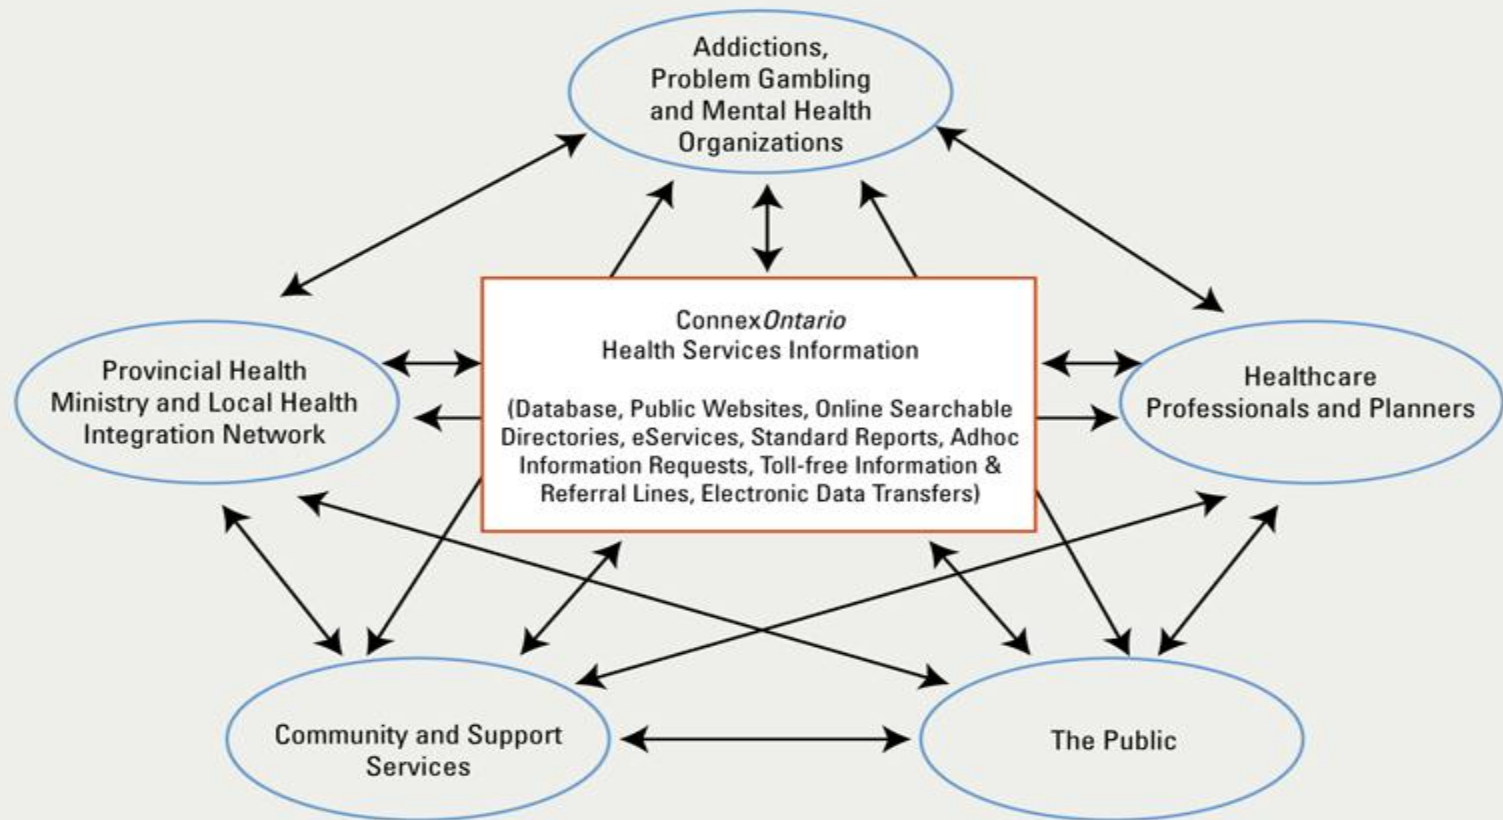 Addictions,
Problem Gambling
and Mental Health
Organizations
ConnexOntario
Health Services Information
(Database, Public Websites, Online Searchable
Directories, eServices, Standard Reports, Adhoc
Information Requests, Toll-free Information &
Referral Lines, Electronic Data Transfers)
Provincial Health
Ministry and Local Health
Integration Network
Healthcare
Professionals and Planners
Community and Support
Services
The Public